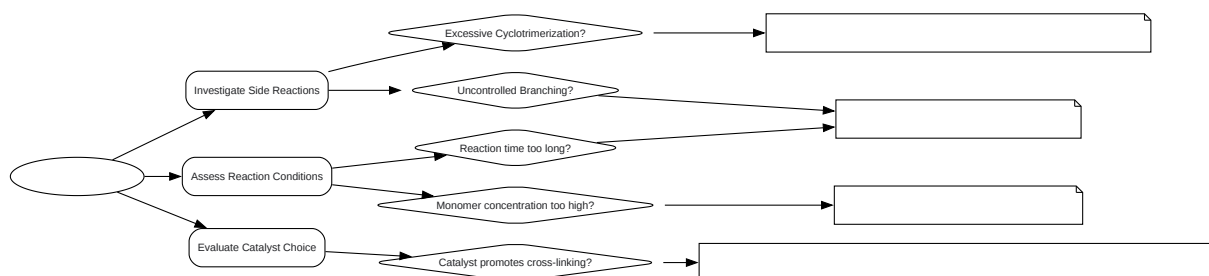 Excessive Cyclotrimerization?
Investigate Side Reactions
Uncontrolled Branching?
Reaction time too long?
Assess Reaction Conditions
Monomer concentration too high?
Evaluate Catalyst Choice
Catalyst promotes cross-linking?